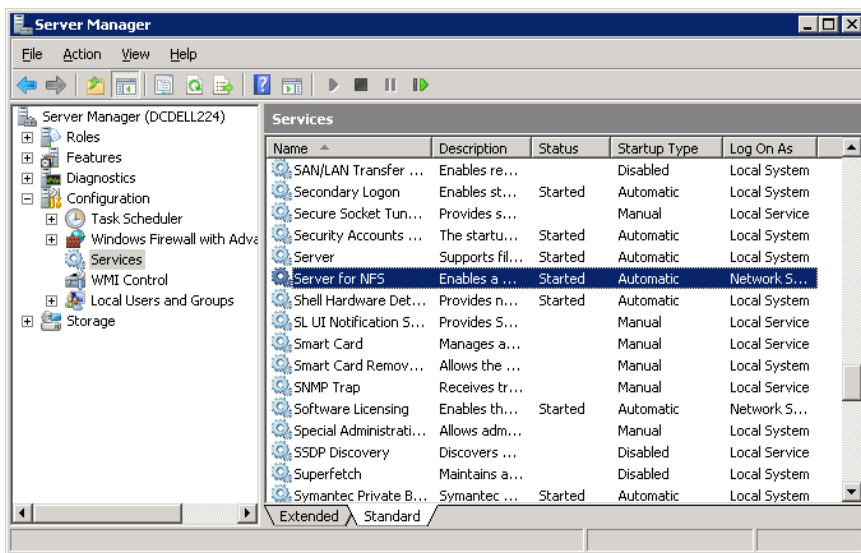 Server Manager
File Action View Help
Server Manager (DCDELL224)
Roles
Features
Diagnostics
Configuration
Task Scheduler
Windows Firewall with Adva
Services
WMI Control
Local Users and Groups
Storage
Services
Name Description Status Startup Type Log On As
SAN/LAN Transfer ... Enables re... Disabled Local System
Secondary Logon Enables st... Started Automatic Local System
Secure Socket Tun... Provides s... Manual Local Service
Security Accounts ... The startu... Started Automatic Local System
Server Supports fil... Started Automatic Local System
Server for NFS Enables a ... Started Automatic Network S...
Shell Hardware Det... Provides n... Started Automatic Local System
SL UI Notification S... Provides S... Manual Local Service
Smart Card Manages a... Manual Local Service
Smart Card Remov... Allows the ... Manual Local System
SNMP Trap Receives tr... Manual Local Service
Software Licensing Enables th... Started Automatic Network S...
Special Administrati... Allows adm... Manual Local System
SSDP Discovery Discovers ... Disabled Local Service
Superfetch Maintains a... Disabled Local System
Symantec Private B... Symantec ... Started Automatic Local System
Extended Standard